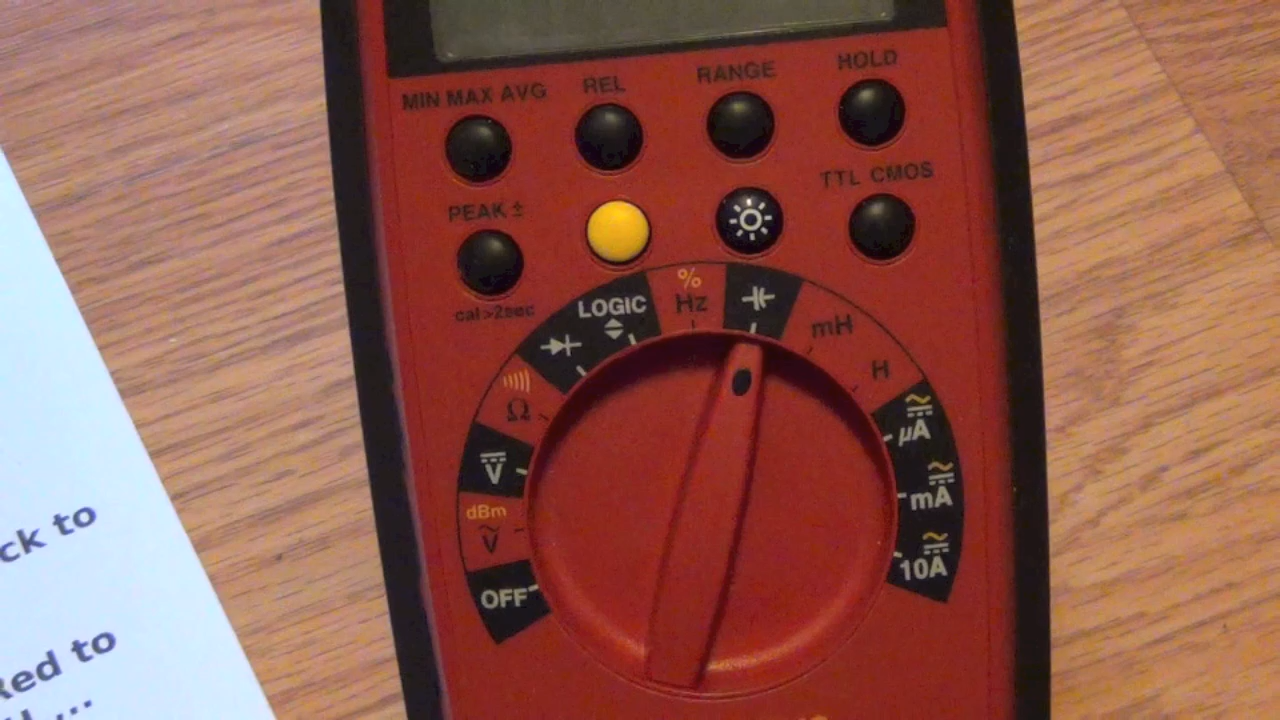 MIN MAX AVG
REL
RANGE
HOLD
PEAK ±
TTL CMOS
cal >2sec
LOGIC
%
Hz
mH
H
Ω
µA
V
mA
dBm
V
10A
OFF
ck to
Red to